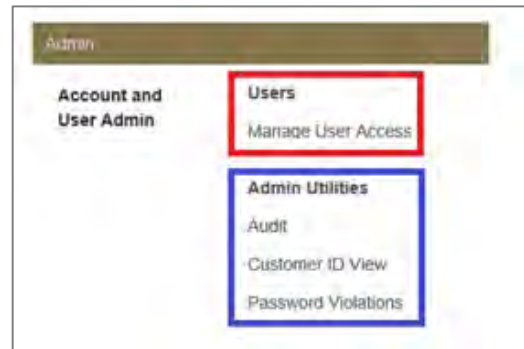 Admin
Account and
User Admin
Users
Manage User Access
Admin Utilities
Audit
Customer ID View
Password Violations